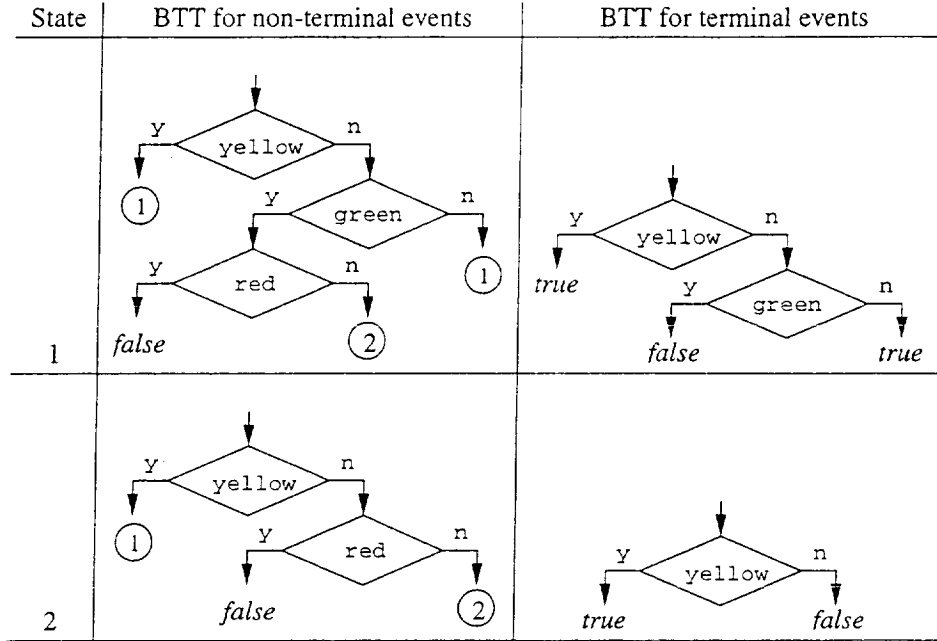 State BTT for non-terminal events BTT for terminal events
y yellow n
1
y green n
1
y red n
false
2
1
y yellow n
true
y green n
false true
y yellow n
1
y red n
false
2
2
y yellow n
true false